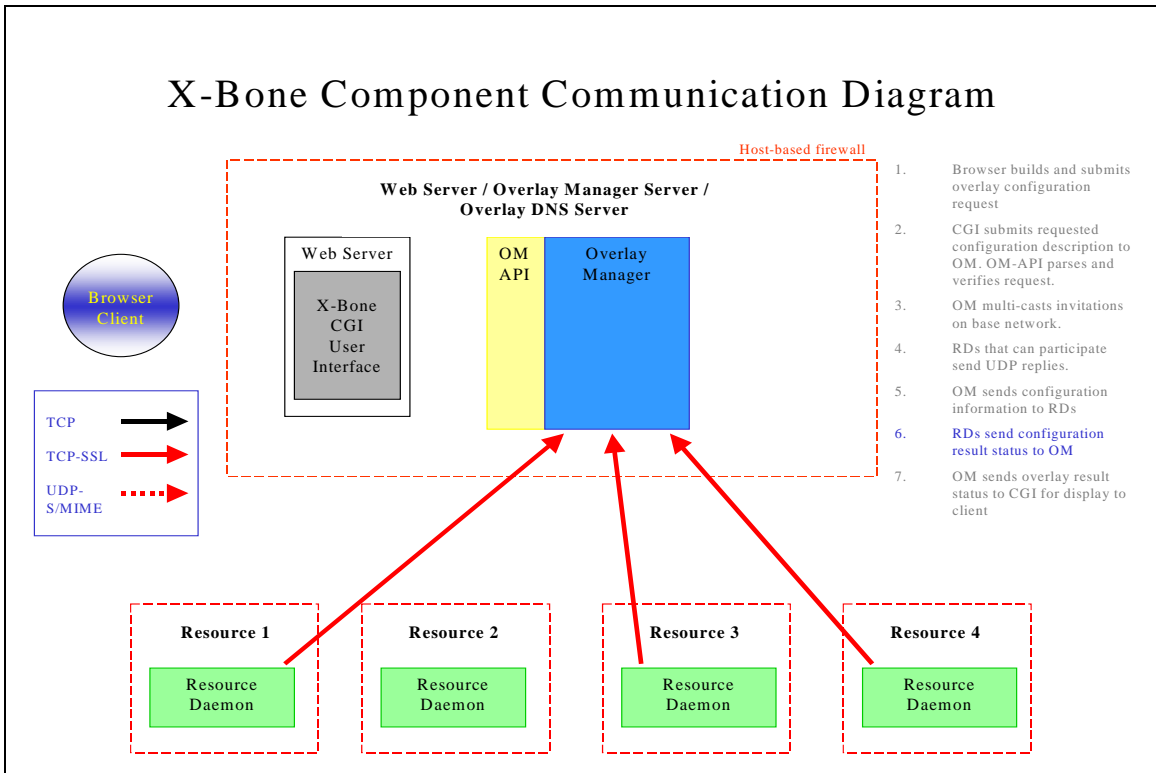 X-Bone Component Communication Diagram
Host-based firewall
Web Server / Overlay Manager Server /
Overlay DNS Server
Web Server
X-Bone
CGI
User
Interface
OM
API
Overlay
Manager
Browser
Client
TCP
TCP-SSL
UDP-
S/MIME
1. Browser builds and submits
overlay configuration
request
2. CGI submits requested
configuration description to
OM. OM-API parses and
verifies request.
3. OM multi-casts invitations
on base network.
4. RDs that can participate
send UDP replies.
5. OM sends configuration
information to RDs
6. RDs send configuration
result status to OM
7. OM sends overlay result
status to CGI for display to
client
Resource 1
Resource
Daemon
Resource 2
Resource
Daemon
Resource 3
Resource
Daemon
Resource 4
Resource
Daemon